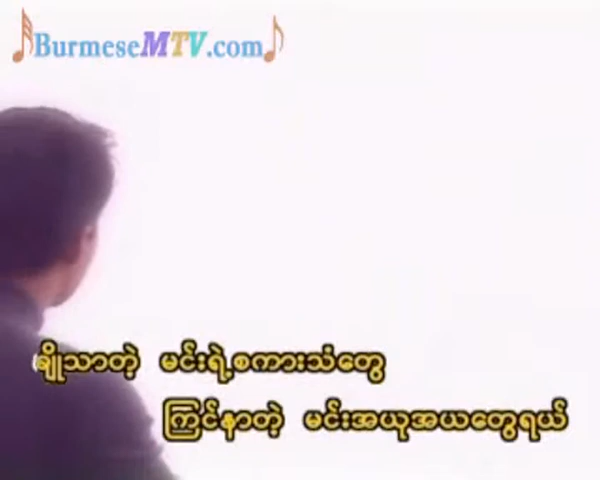 BurmeseMTV.com
ချိုသာတဲ့ မင်းရဲ့စကားသံတွေ
ကြင်နာတဲ့ မင်းအယုအယတွေရယ်